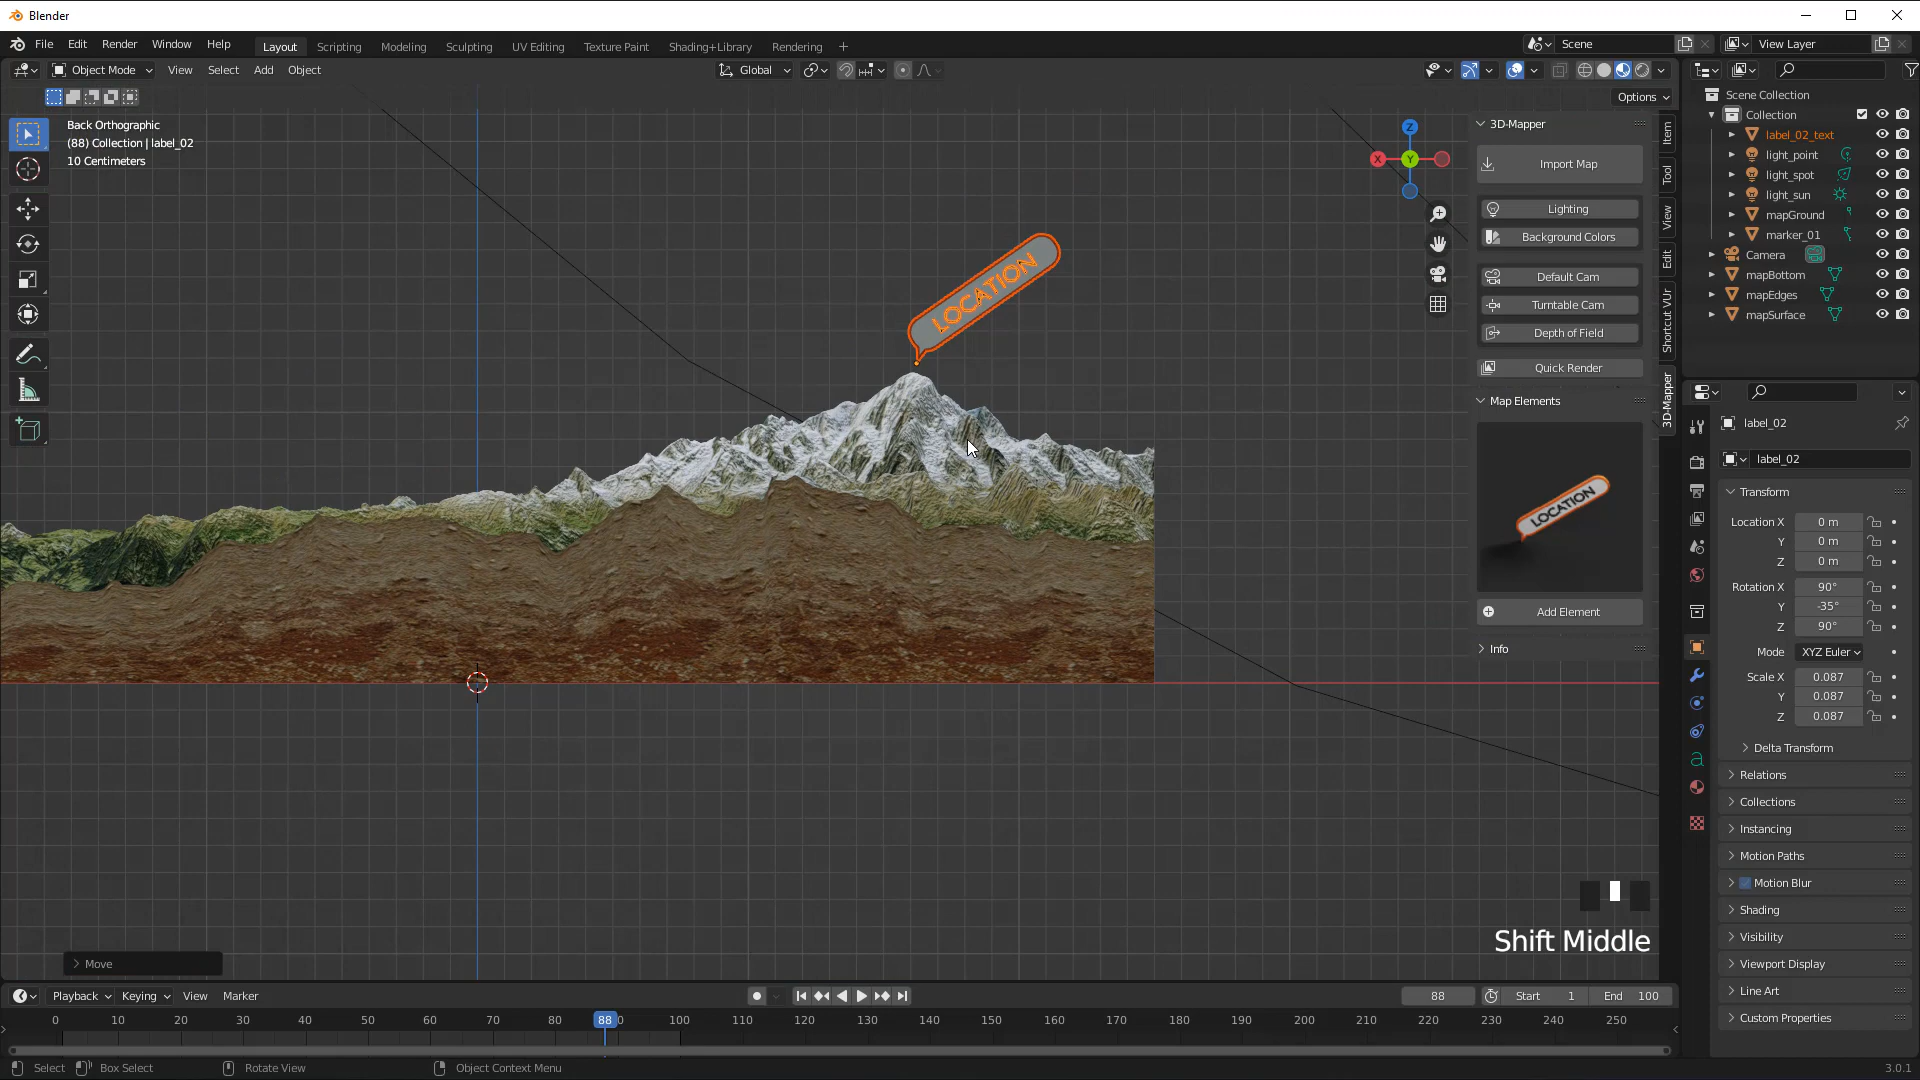 Blender
File Edit Render Window Help
Layout Scripting Modeling Sculpting UV Editing Texture Paint Shading+Library Rendering
Scene
View Layer
Object Mode View Select Add Object
Global
Options
Back Orthographic
(88) Collection | label_02
10 Centimeters
Z
X
Y
LOCATION
3D-Mapper
Import Map
Lighting
Background Colors
Default Cam
Turntable Cam
Depth of Field
Quick Render
Map Elements
LOCATION
Add Element
Info
Item
Tool
View
Edit
Shortcut VUr
3D-Mapper
Scene Collection
Collection
label_02_text
light_point
light_spot
light_sun
mapGround
marker_01
Camera
mapBottom
mapEdges
mapSurface
label_02
label_02
Transform
Location X 0 m
Y 0 m
Z 0 m
Rotation X 90°
Y -35°
Z 90°
Mode XYZ Euler
Scale X 0.087
Y 0.087
Z 0.087
Delta Transform
Relations
Collections
Instancing
Motion Paths
Motion Blur
Shading
Visibility
Viewport Display
Line Art
Custom Properties
Shift Middle
Move
Playback Keying View Marker
88 Start 1 End 100
0 10 20 30 40 50 60 70 80 88 0 100 110 120 130 140 150 160 170 180 190 200 210 220 230 240 250
Select Box Select Rotate View Object Context Menu
3.0.1